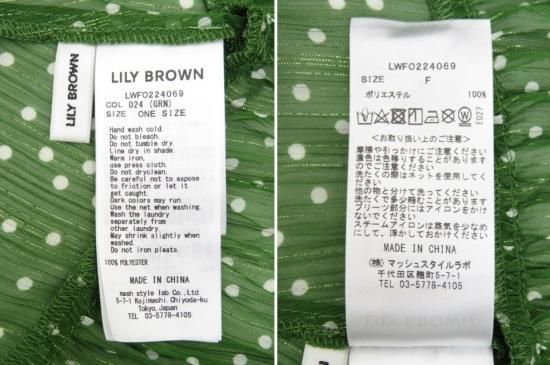 LILY BROWN
LILY BROWN
LWFO224069
COL 024 (GRN)
SIZE ONE SIZE
Hand wash cold.
Do not bleach.
Do not tumble dry.
Line dry in shade.
Warm iron,
use press cloth.
Do not dryclean.
Be careful not to expose
to friction or let it
get caught.
Dark colors may run.
Use the net when washing.
Wash the laundry
separately from
other laundry.
May shrink slightly when
washed.
Do not iron pleats.
100% POLYESTER
MADE IN CHINA
mash style lab Co., Ltd.
5-7-1 Kojimachi, Chiyoda-ku
Tokyo, Japan
TEL 03-5778-4105
LWFO224069
SIZE F
ポリエステル 100%
E027
<お取り扱い上のご注意>
摩擦や引っかけにご注意ください
濃色は色移りすることがあります
のでご注意ください
洗たくの際はネットを使用してく
ださい
他の物と分けて洗ってください
洗たくで多少縮むことがあります
プリーツ部分にはアイロンをかけ
ないでください
スチームアイロンは蒸気を少なめ
にして、浮かしておかけください
MADE IN CHINA
(株)マッシュスタイルラボ
千代田区麹町5-7-1
TEL 03-5778-4105
LILY BROWN